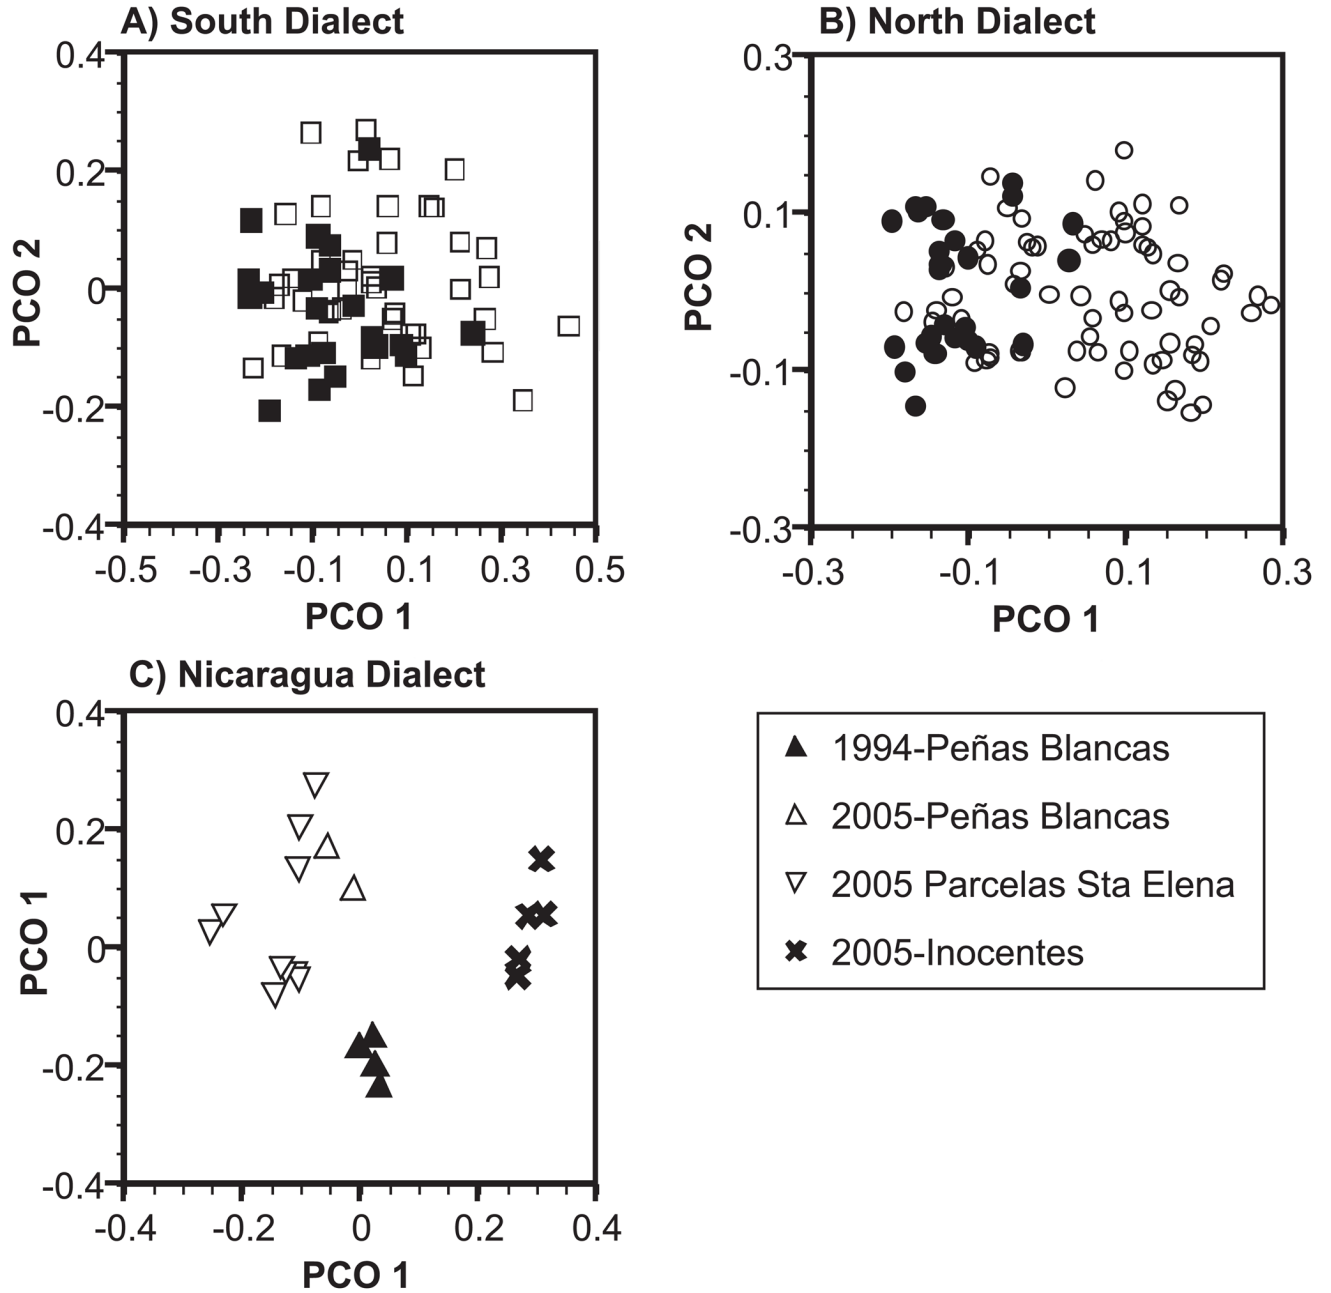 A) South Dialect
0.4
0.2
0
-0.2
-0.4
-0.5 -0.3 -0.1 0.1 0.3 0.5
PCO 2
PCO 1
B) North Dialect
0.3
0.1
-0.1
-0.3
-0.3 -0.1 0.1 0.3
PCO 2
PCO 1
C) Nicaragua Dialect
0.4
0.2
0
-0.2
-0.4
-0.4 -0.2 0 0.2 0.4
PCO 1
PCO 1
1994-Peñas Blancas
2005-Peñas Blancas
2005 Parcelas Sta Elena
2005-Inocentes